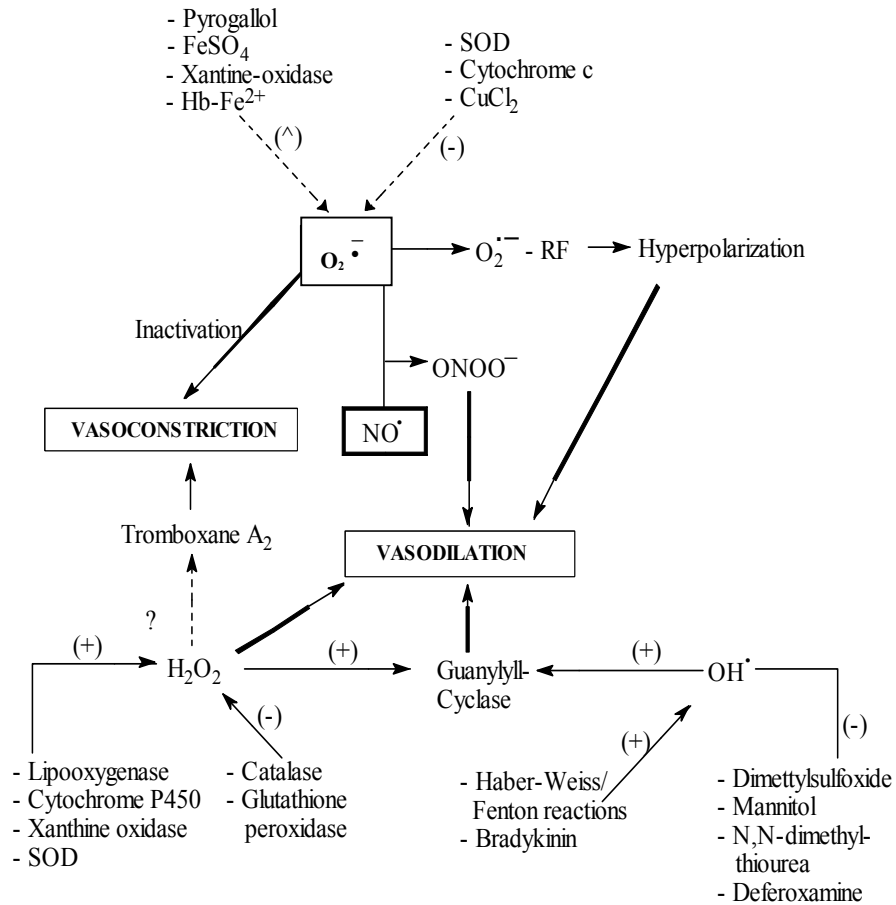 - Pyrogallol
- FeSO₄
- Xantine-oxidase
- Hb-Fe²⁺
- SOD
- Cytochrome c
- CuCl₂
(^)
(-)
O₂•̄
O₂•− - RF
Hyperpolarization
Inactivation
ONOO⁻
VASOCONSTRICTION
NO•
Tromboxane A₂
VASODILATION
?
(+)
H₂O₂
(+)
Guanylyll-
Cyclase
(+)
OH•
(-)
(+)
(-)
- Lipooxygenase
- Cytochrome P450
- Xanthine oxidase
- SOD
- Catalase
- Glutathione
peroxidase
- Haber-Weiss/
Fenton reactions
- Bradykinin
- Dimettylsulfoxide
- Mannitol
- N,N-dimethyl-
thiourea
- Deferoxamine